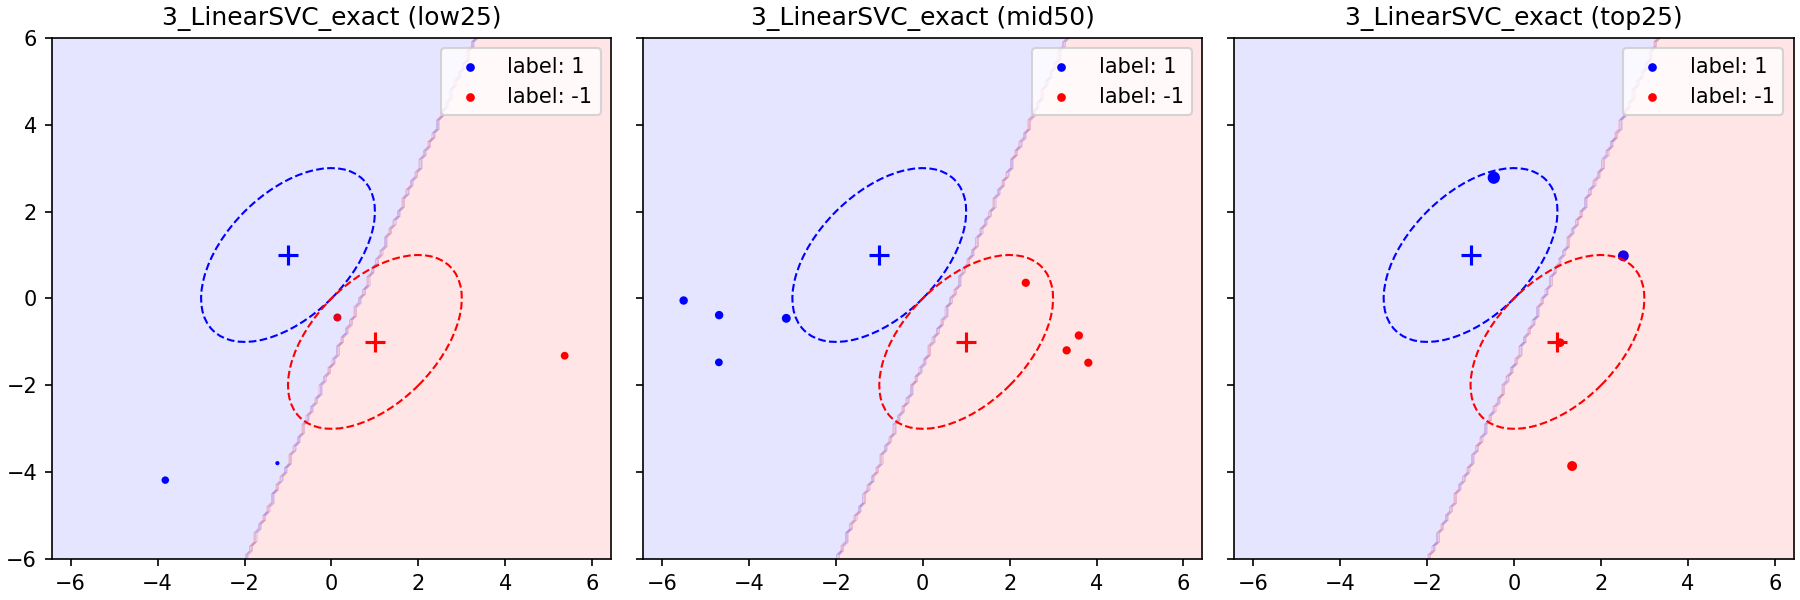 3_LinearSVC_exact (low25)
3_LinearSVC_exact (mid50)
3_LinearSVC_exact (top25)
label: 1
label: -1
label: 1
label: -1
label: 1
label: -1
6
4
2
0
−2
−4
−6
−6 −4 −2 0 2 4 6
−6 −4 −2 0 2 4 6
−6 −4 −2 0 2 4 6